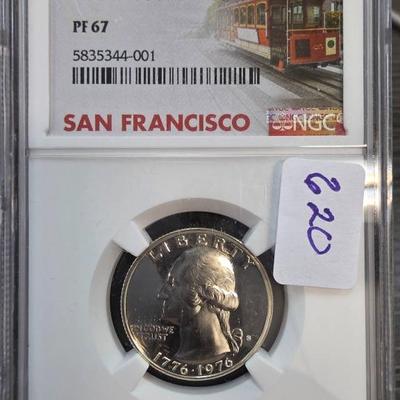 PF 67
5835344-001
SAN FRANCISCO
NGC
620
LIBERTY
IN GOD WE
TRUST
S
1776·1976